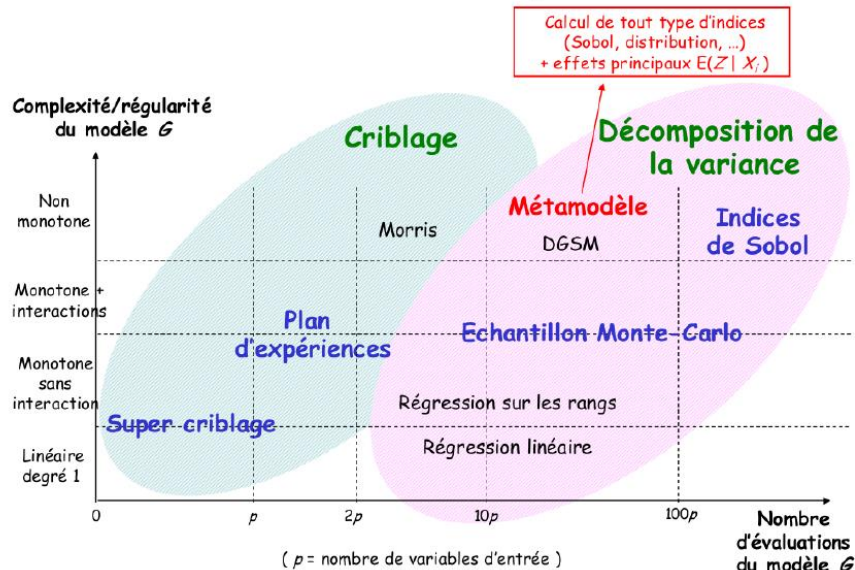 Calcul de tout type d'indices
(Sobol, distribution, ...)
+ effets principaux E(Z | Xi)
Complexité/régularité
du modèle G
Criblage
Décomposition de
la variance
Non
monotone
Métamodèle
Morris
DGSM
Indices
de Sobol
Monotone +
interactions
Plan
d'expériences
Echantillon Monte-Carlo
Monotone
sans
interaction
Régression sur les rangs
Super criblage
Régression linéaire
Linéaire
degré 1
0
p
2p
10p
100p
Nombre
d'évaluations
du modèle G
( p = nombre de variables d'entrée )